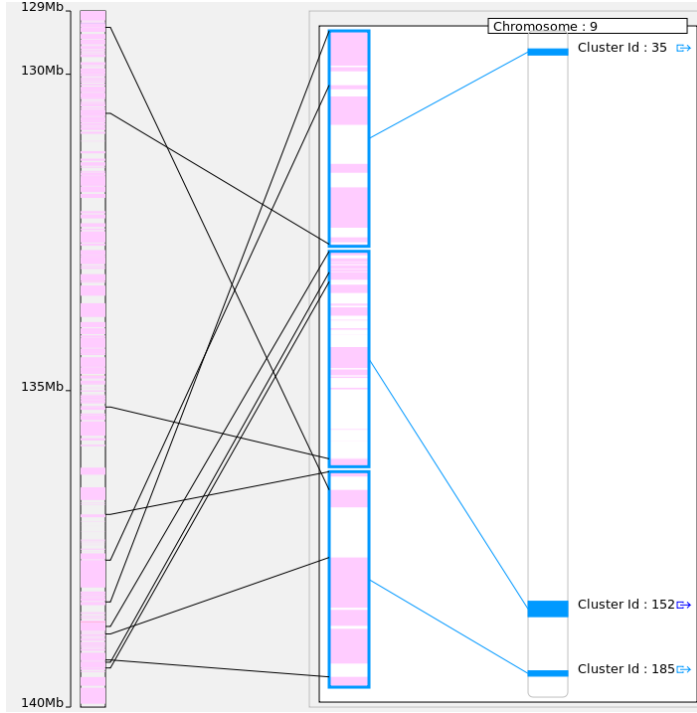 129Mb
Chromosome : 9
Cluster Id : 35
130Mb
135Mb
Cluster Id : 152
Cluster Id : 185
140Mb